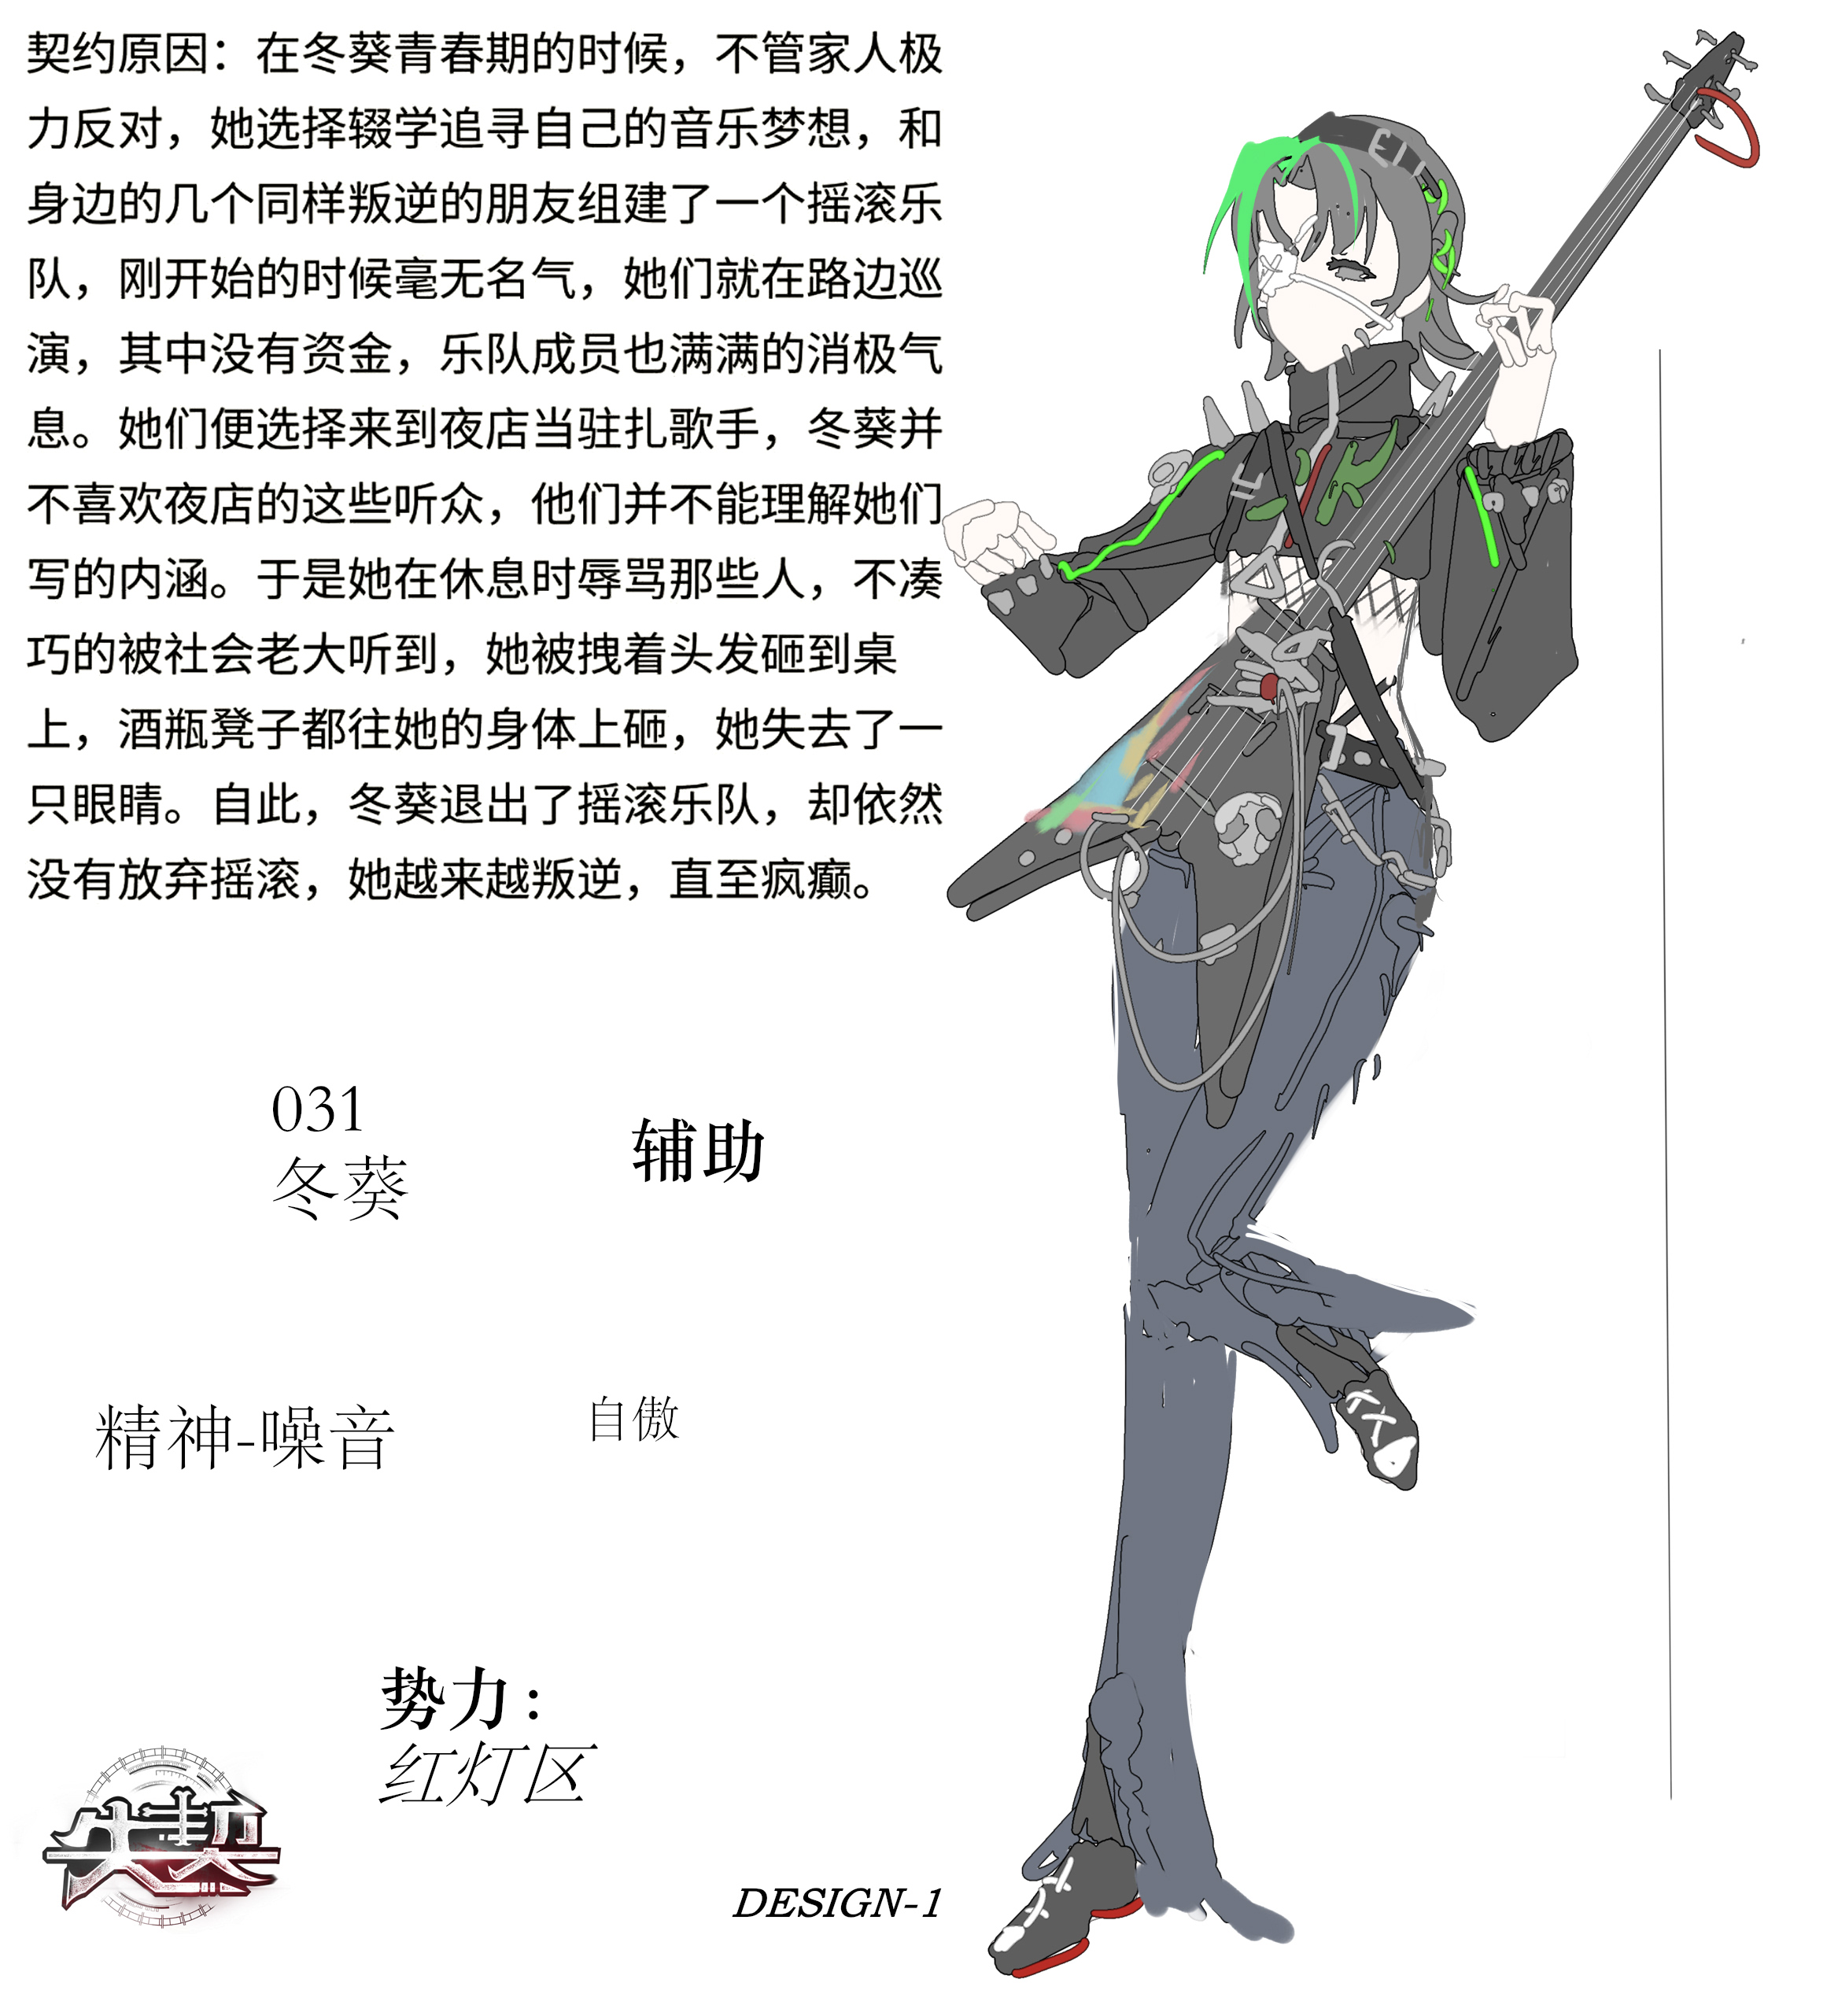 契约原因：在冬葵青春期的时候，不管家人极
力反对，她选择辍学追寻自己的音乐梦想，和
身边的几个同样叛逆的朋友组建了一个摇滚乐
队，刚开始的时候毫无名气，她们就在路边巡
演，其中没有资金，乐队成员也满满的消极气
息。她们便选择来到夜店当驻扎歌手，冬葵并
不喜欢夜店的这些听众，他们并不能理解她们
写的内涵。于是她在休息时辱骂那些人，不凑
巧的被社会老大听到，她被拽着头发砸到桌
上，酒瓶凳子都往她的身体上砸，她失去了一
只眼睛。自此，冬葵退出了摇滚乐队，却依然
没有放弃摇滚，她越来越叛逆，直至疯癫。
031
冬葵
辅助
精神-噪音
自傲
势力：
红灯区
失契
DESIGN-1